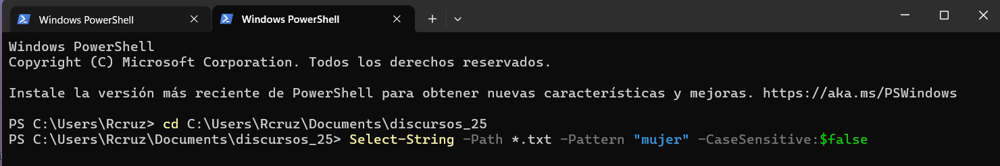 Windows PowerShell
Windows PowerShell
Windows PowerShell
Copyright (C) Microsoft Corporation. Todos los derechos reservados.
Instale la versión más reciente de PowerShell para obtener nuevas características y mejoras. https://aka.ms/PSWindows
PS C:\Users\Rcruz> cd C:\Users\Rcruz\Documents\discursos_25
PS C:\Users\Rcruz\Documents\discursos_25> Select-String -Path *.txt -Pattern "mujer" -CaseSensitive:$false